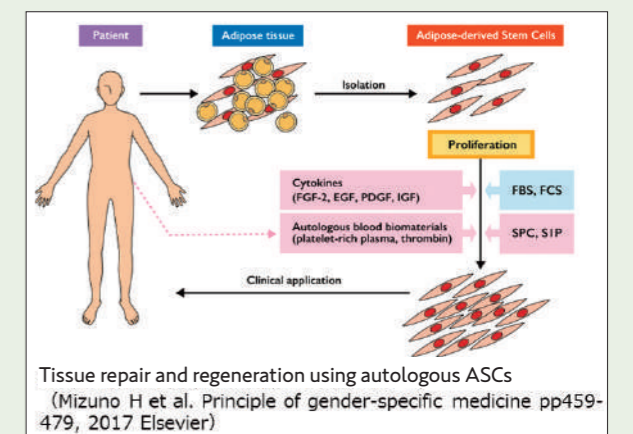 Patient
Adipose tissue
Adipose-derived Stem Cells
Isolation
Proliferation
Cytokines
(FGF-2, EGF, PDGF, IGF)
FBS, FCS
Autologous blood biomaterials
(platelet-rich plasma, thrombin)
SPC, S1P
Clinical application
Tissue repair and regeneration using autologous ASCs
(Mizuno H et al. Principle of gender-specific medicine pp459-
479, 2017 Elsevier)